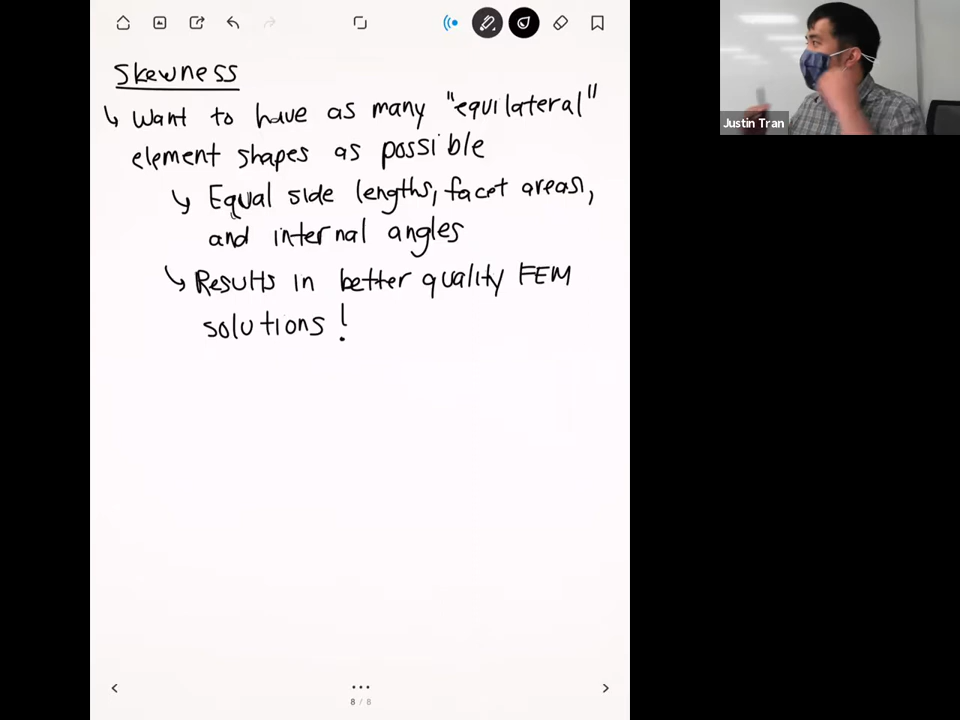 Skewness
↳ Want to have as many "equilateral"
element shapes as possible
↳ Equal side lengths, facet areas,
and internal angles
↳ Results in better quality FEM
solutions!
Justin Tran
8 / 8